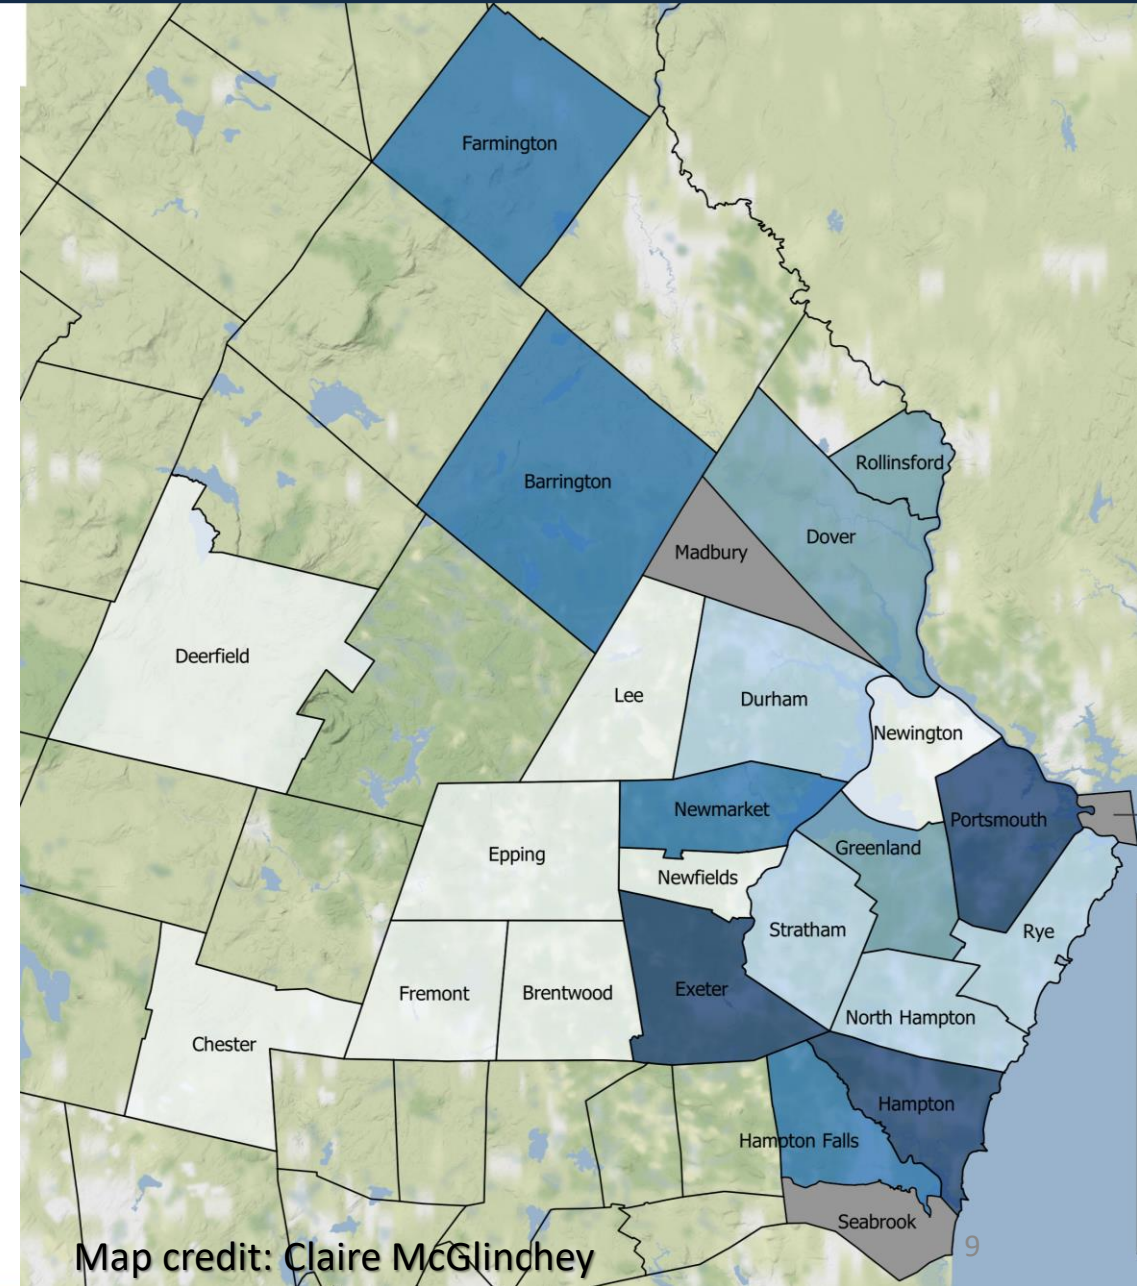 Farmington
Rollinsford
Barrington
Dover
Madbury
Deerfield
Lee
Durham
Newington
Newmarket
Portsmouth
Greenland
Epping
Newfields
Stratham
Rye
Fremont
Brentwood
Exeter
North Hampton
Chester
Hampton
Hampton Falls
Seabrook
Map credit: Claire McGlinchey
9